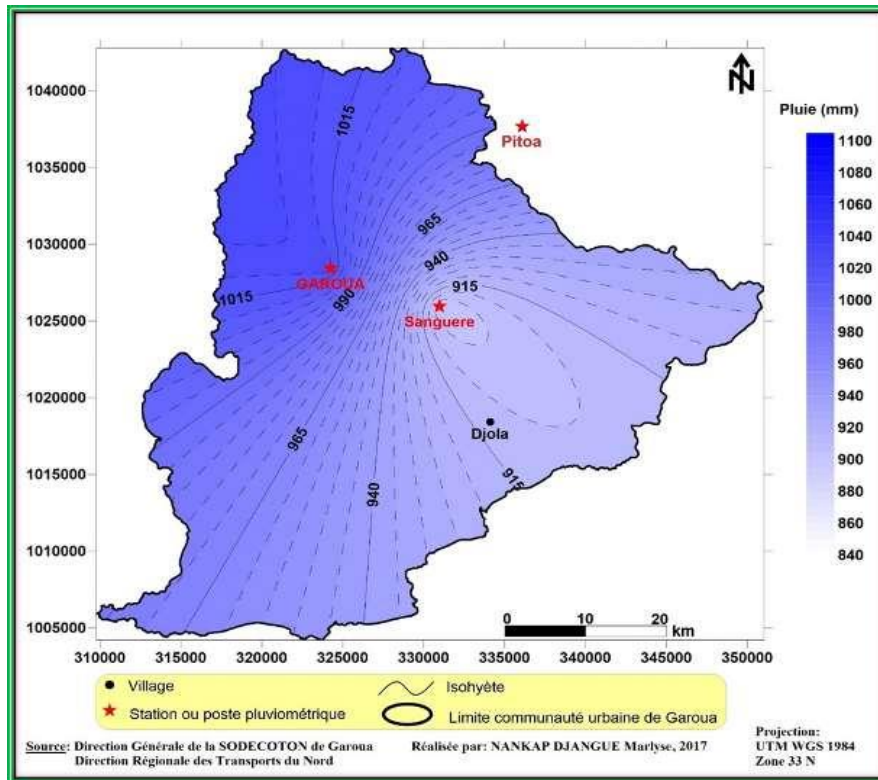 1040000
1035000
1030000
1025000
1020000
1015000
1010000
1005000
310000 315000 320000 325000 330000 335000 340000 345000 350000
N
Pluie (mm)
1100
1080
1060
1040
1020
1000
980
960
940
920
900
880
860
840
1015
Pitoa
965
940
GAROUA
1015
990
915
Sanguere
Djola
965
940
915
0 10 20
km
Village
Isohyète
Station ou poste pluviométrique
Limite communauté urbaine de Garoua
Source: Direction Générale de la SODECOTON de Garoua
Direction Régionale des Transports du Nord
Réalisée par: NANKAP DJANGUE Marlyse, 2017
Projection:
UTM WGS 1984
Zone 33 N